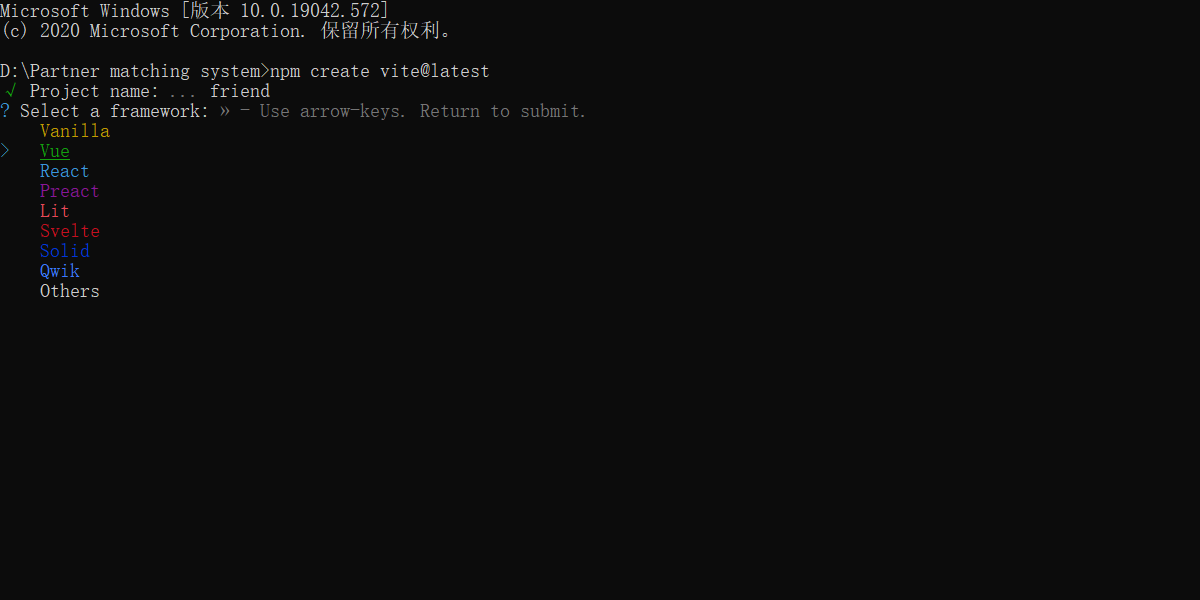 Microsoft Windows [版本 10.0.19042.572]
(c) 2020 Microsoft Corporation. 保留所有权利。
D:\Partner matching system>npm create vite@latest
√ Project name: ... friend
? Select a framework: » - Use arrow-keys. Return to submit.
Vanilla
> Vue
React
Preact
Lit
Svelte
Solid
Qwik
Others